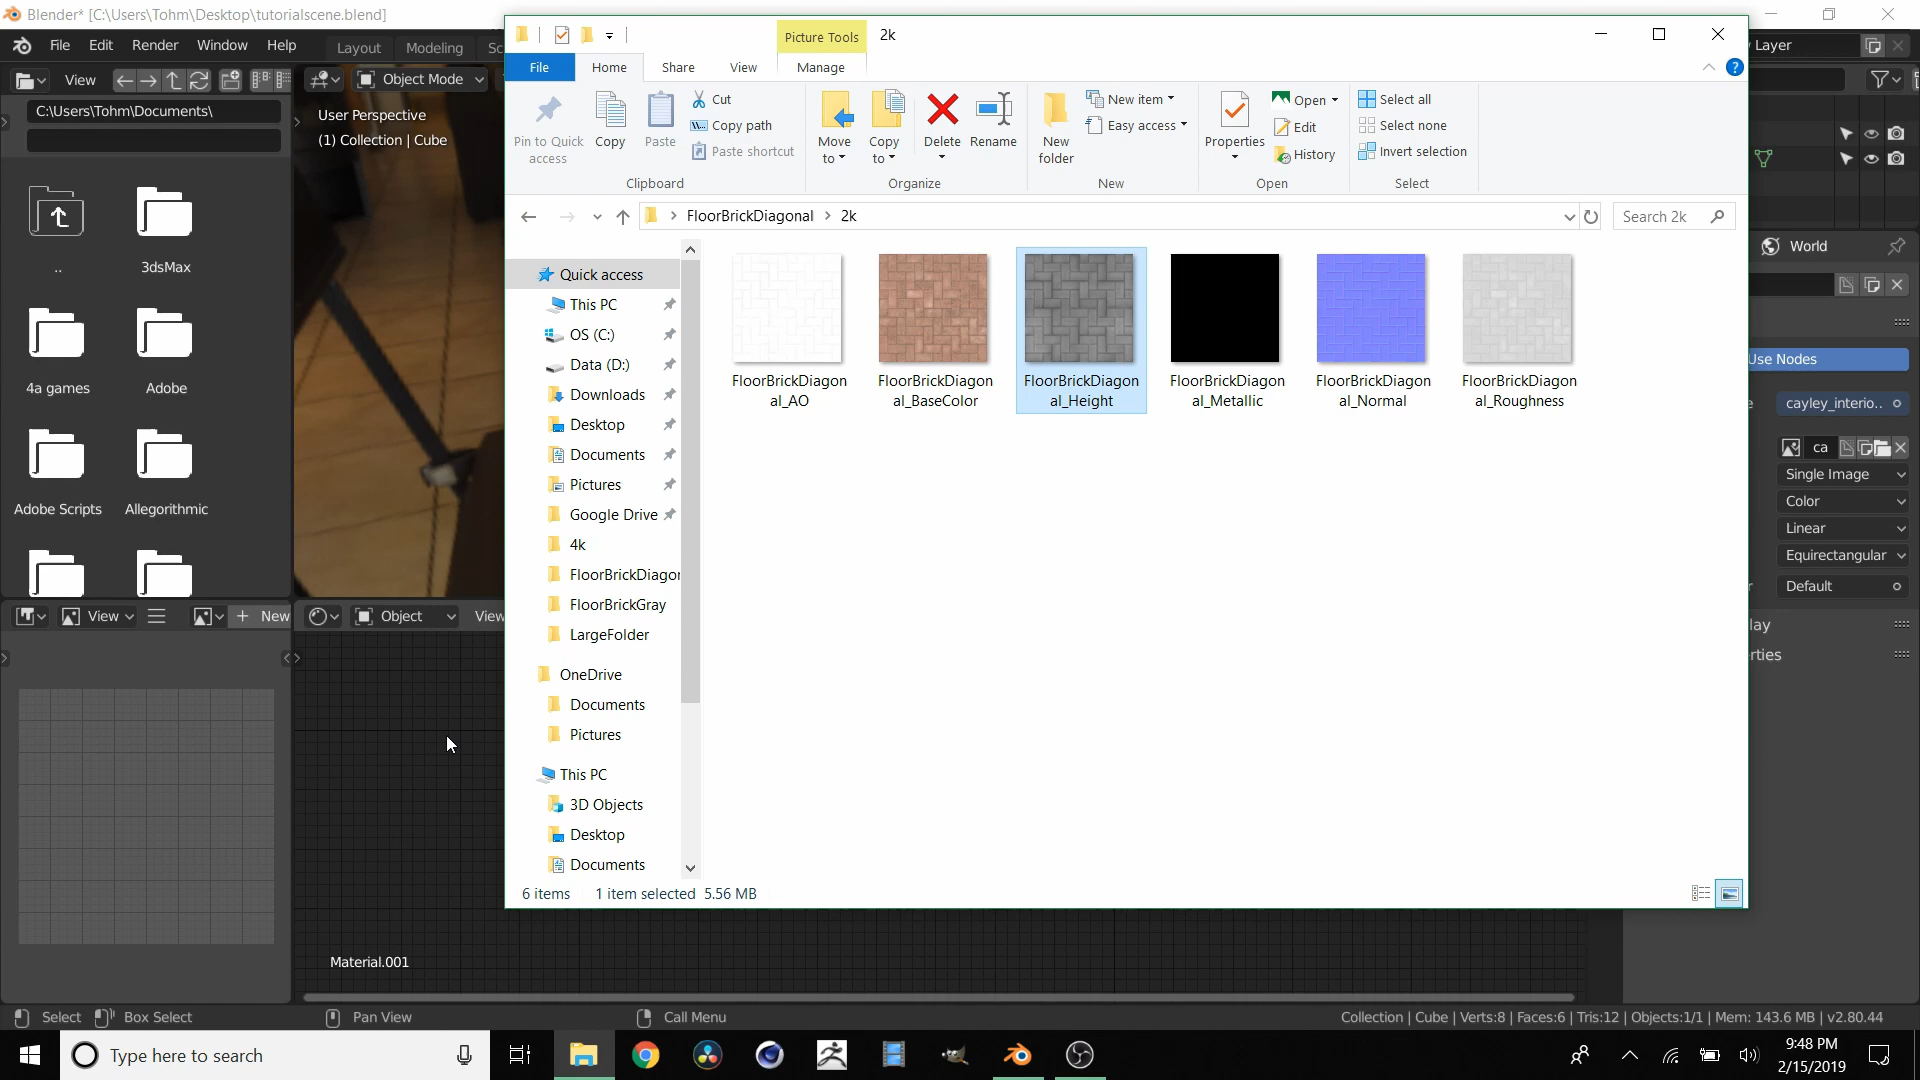 Blender* [C:\Users\Tohm\Desktop\tutorialscene.blend]
File Edit Render Window Help Layout Modeling Sc
Layer
View
Object Mode
C:\Users\Tohm\Documents\
User Perspective
(1) Collection | Cube
..
3dsMax
4a games
Adobe
Adobe Scripts
Allegorithmic
Picture Tools
2k
File
Home
Share
View
Manage
Pin to Quick access
Copy
Paste
Cut
Copy path
Paste shortcut
Clipboard
Move to
Copy to
Delete
Rename
Organize
New folder
New item
Easy access
New
Properties
Open
Edit
History
Open
Select all
Select none
Invert selection
Select
FloorBrickDiagonal
2k
Search 2k
Quick access
This PC
OS (C:)
Data (D:)
Downloads
Desktop
Documents
Pictures
Google Drive
4k
FloorBrickDiagor
FloorBrickGray
LargeFolder
OneDrive
Documents
Pictures
This PC
3D Objects
Desktop
Documents
FloorBrickDiagon
al_AO
FloorBrickDiagon
al_BaseColor
FloorBrickDiagon
al_Height
FloorBrickDiagon
al_Metallic
FloorBrickDiagon
al_Normal
FloorBrickDiagon
al_Roughness
6 items
1 item selected 5.56 MB
World
Use Nodes
cayley_interio..
ca
Single Image
Color
Linear
Equirectangular
Default
lay
rties
View
New
Object
View
Material.001
Select
Box Select
Pan View
Call Menu
Collection | Cube | Verts:8 | Faces:6 | Tris:12 | Objects:1/1 | Mem: 143.6 MB | v2.80.44
Type here to search
9:48 PM
2/15/2019